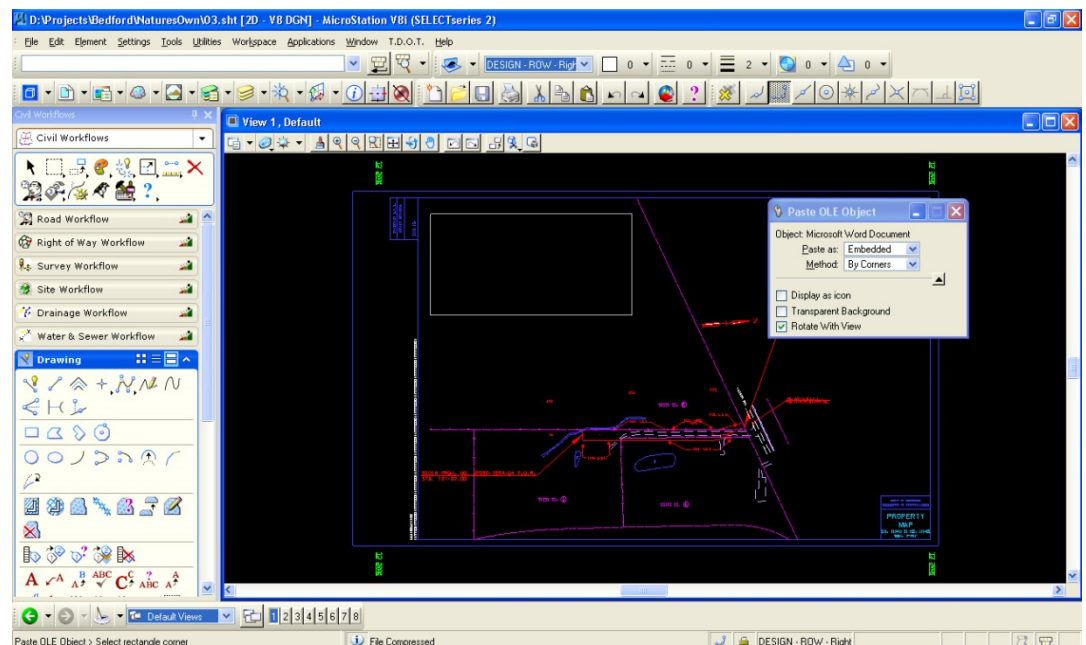 D:\Projects\Bedford\NaturesOwn\03.sht [2D - V8 DGN] - MicroStation V8i (SELECTseries 2)
File Edit Element Settings Tools Utilities Workspace Applications Window T.D.O.T. Help
DESIGN - ROW - Righ 0 0 2 0 0
Civil Workflows
View 1, Default
Civil Workflows
Road Workflow
Right of Way Workflow
Survey Workflow
Site Workflow
Drainage Workflow
Water & Sewer Workflow
Drawing
Paste OLE Object
Object: Microsoft Word Document
Paste as: Embedded
Method: By Corners
Display as icon
Transparent Background
Rotate With View
PROPERTY
MAP
Default Views 1 2 3 4 5 6 7 8
Paste OLE Object > Select rectangle corner
File Compressed
DESIGN - ROW - Right